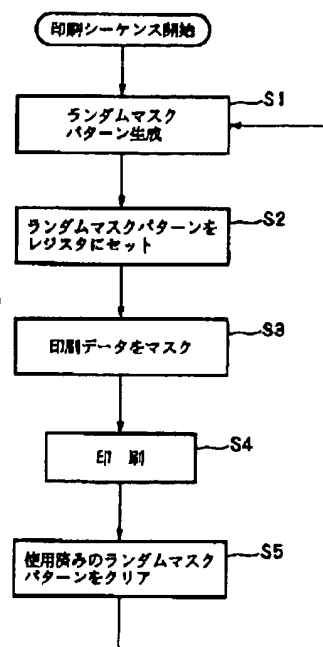 印刷シーケンス開始
S1
ランダムマスク
パターン生成
S2
ランダムマスクパターンを
レジスタにセット
S3
印刷データをマスク
S4
印 刷
S5
使用済みのランダムマスク
パターンをクリア